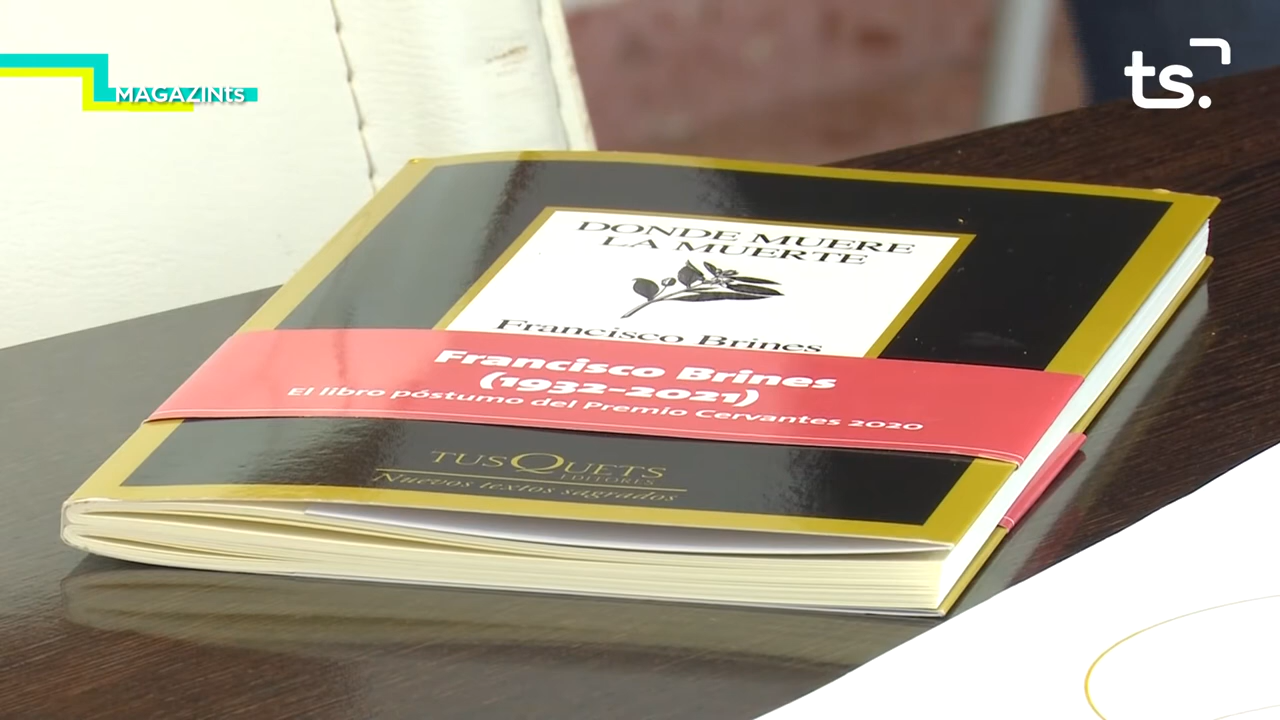 MAGAZINts
ts.
DONDE MUERE
LA MUERTE
Francisco Brines
Francisco Brines
(1932-2021)
El libro póstumo del Premio Cervantes 2020
TUSQUETS
EDITORES
Nuevos textos sagrados